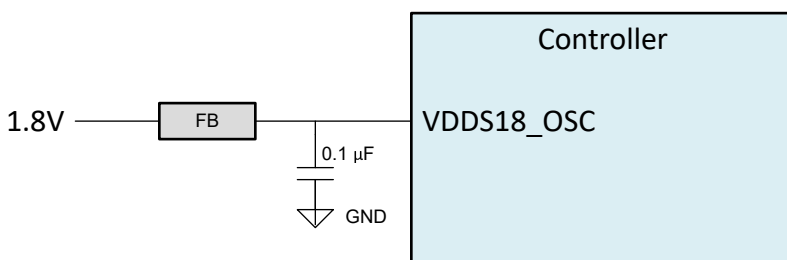 Controller
1.8V
FB
VDDS18_OSC
0.1 µF
GND